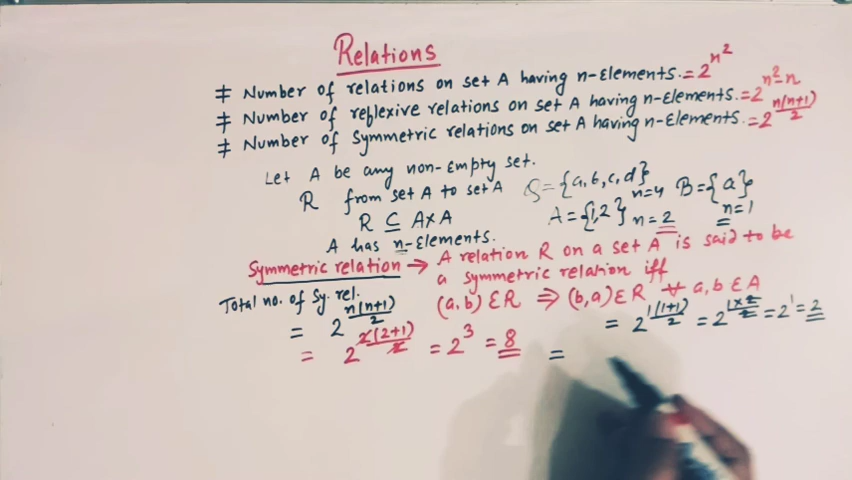 Relations
# Number of relations on set A having n-Elements. = 2^n²
# Number of reflexive relations on set A having n-Elements. = 2^n²-n
# Number of Symmetric relations on set A having n-Elements. = 2^n(n+1)/2
Let A be any non-Empty set.
R from set A to set A
R ⊆ A×A
A has n-Elements.
S = {a,b,c,d} n=4
B = {a} n=1
A = {1,2} n=2
Symmetric relation → A relation R on a set A is said to be
a symmetric relation iff
(a,b) ∈ R ⇒ (b,a) ∈ R ∀ a,b ∈ A
Total no. of Sy. rel.
= 2^n(n+1)/2
= 2^2(2+1)/2 = 2^3 = 8
= 2^1(1+1)/2 = 2^1×2/2 = 2^1 = 2
=